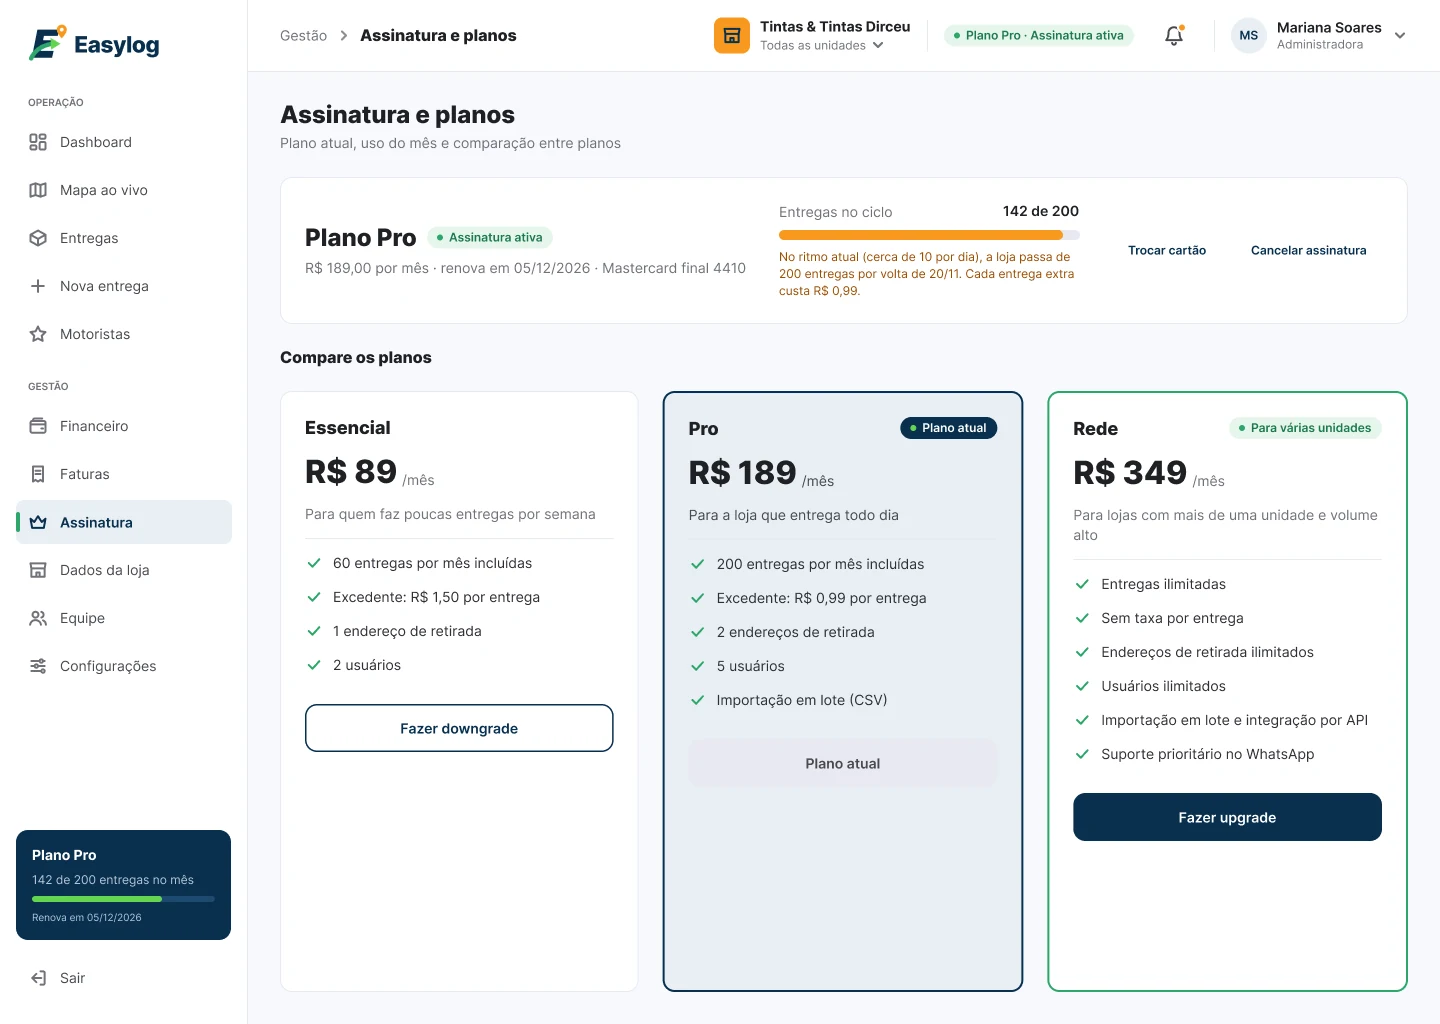 Easylog
OPERAÇÃO
Dashboard
Mapa ao vivo
Entregas
Nova entrega
Motoristas
GESTÃO
Financeiro
Faturas
Assinatura
Dados da loja
Equipe
Configurações
Plano Pro
142 de 200 entregas no mês
Renova em 05/12/2026
Sair
Gestão > Assinatura e planos
Tintas & Tintas Dirceu
Todas as unidades
Plano Pro · Assinatura ativa
MS
Mariana Soares
Administradora
Assinatura e planos
Plano atual, uso do mês e comparação entre planos
Plano Pro
Assinatura ativa
R$ 189,00 por mês · renova em 05/12/2026 · Mastercard final 4410
Entregas no ciclo
142 de 200
No ritmo atual (cerca de 10 por dia), a loja passa de
200 entregas por volta de 20/11. Cada entrega extra
custa R$ 0,99.
Trocar cartão
Cancelar assinatura
Compare os planos
Essencial
R$ 89 /mês
Para quem faz poucas entregas por semana
60 entregas por mês incluídas
Excedente: R$ 1,50 por entrega
1 endereço de retirada
2 usuários
Fazer downgrade
Pro
Plano atual
R$ 189 /mês
Para a loja que entrega todo dia
200 entregas por mês incluídas
Excedente: R$ 0,99 por entrega
2 endereços de retirada
5 usuários
Importação em lote (CSV)
Plano atual
Rede
Para várias unidades
R$ 349 /mês
Para lojas com mais de uma unidade e volume
alto
Entregas ilimitadas
Sem taxa por entrega
Endereços de retirada ilimitados
Usuários ilimitados
Importação em lote e integração por API
Suporte prioritário no WhatsApp
Fazer upgrade